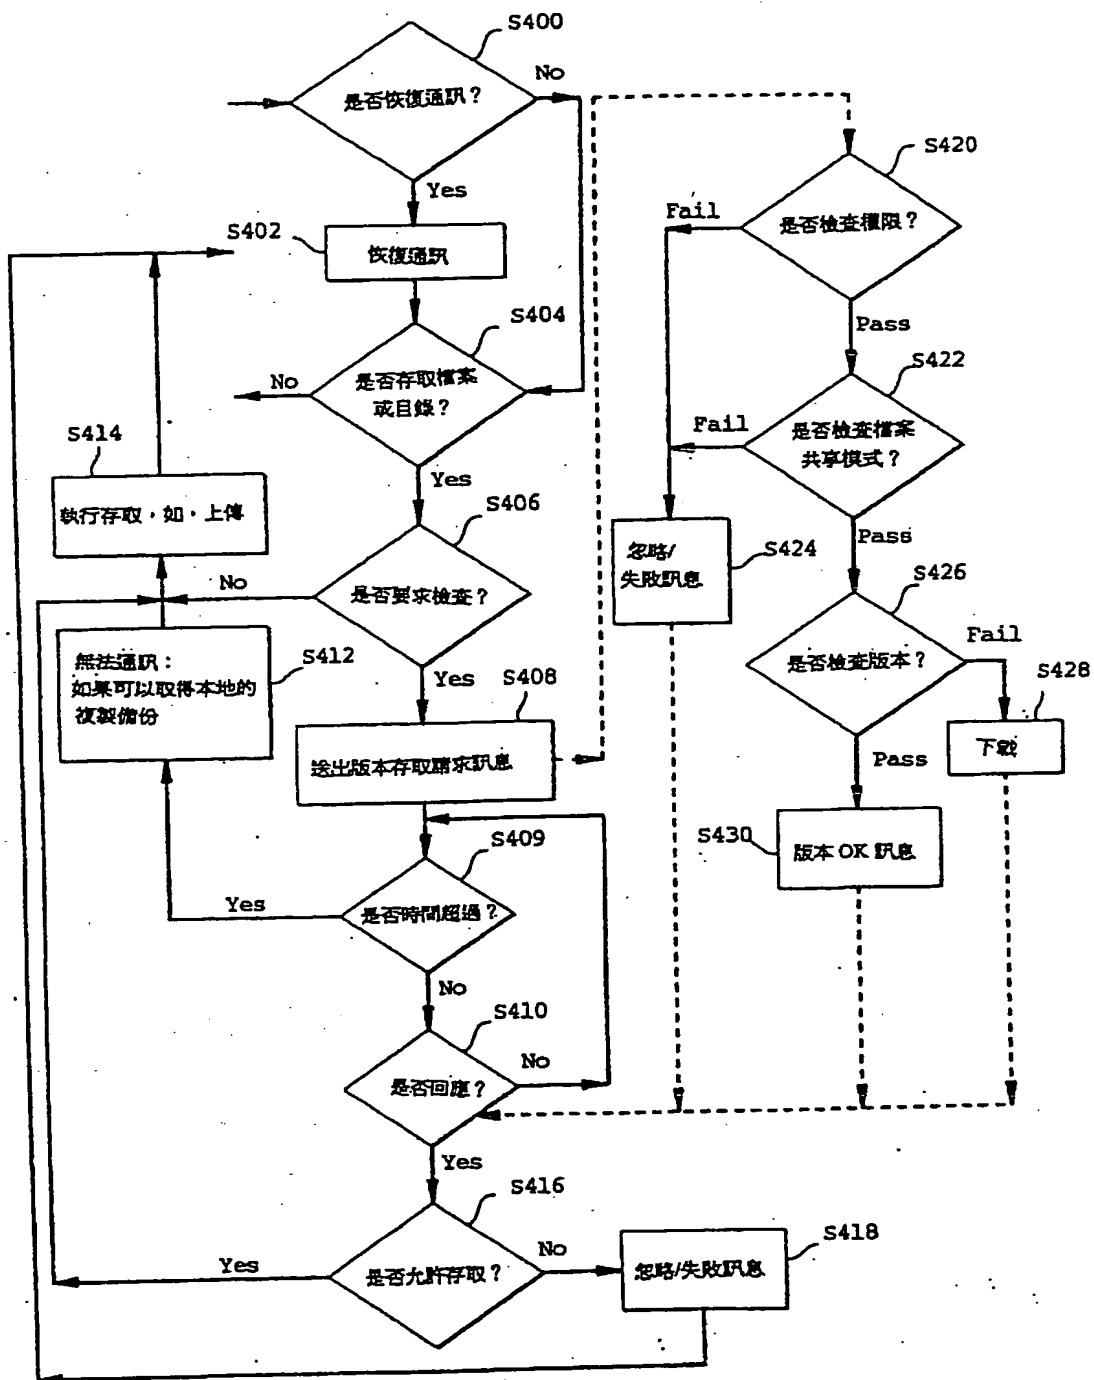 S400
是否恢復通訊？
No
Yes
S402
恢復通訊
S404
是否存取檔案
或目錄？
No
Yes
S414
執行存取，如，上傳
S406
是否要求檢查？
No
Yes
S412
無法通訊：
如果可以取得本地的
複製備份
S408
送出版本存取請求訊息
S409
是否時間超過？
Yes
No
S410
是否回應？
No
Yes
S416
是否允許存取？
Yes
No
S418
忽略/失敗訊息
S420
是否檢查權限？
Fail
Pass
S422
是否檢查檔案
共享模式？
Fail
Pass
S424
忽略/
失敗訊息
S426
是否檢查版本？
Fail
Pass
S428
下載
S430
版本 OK 訊息